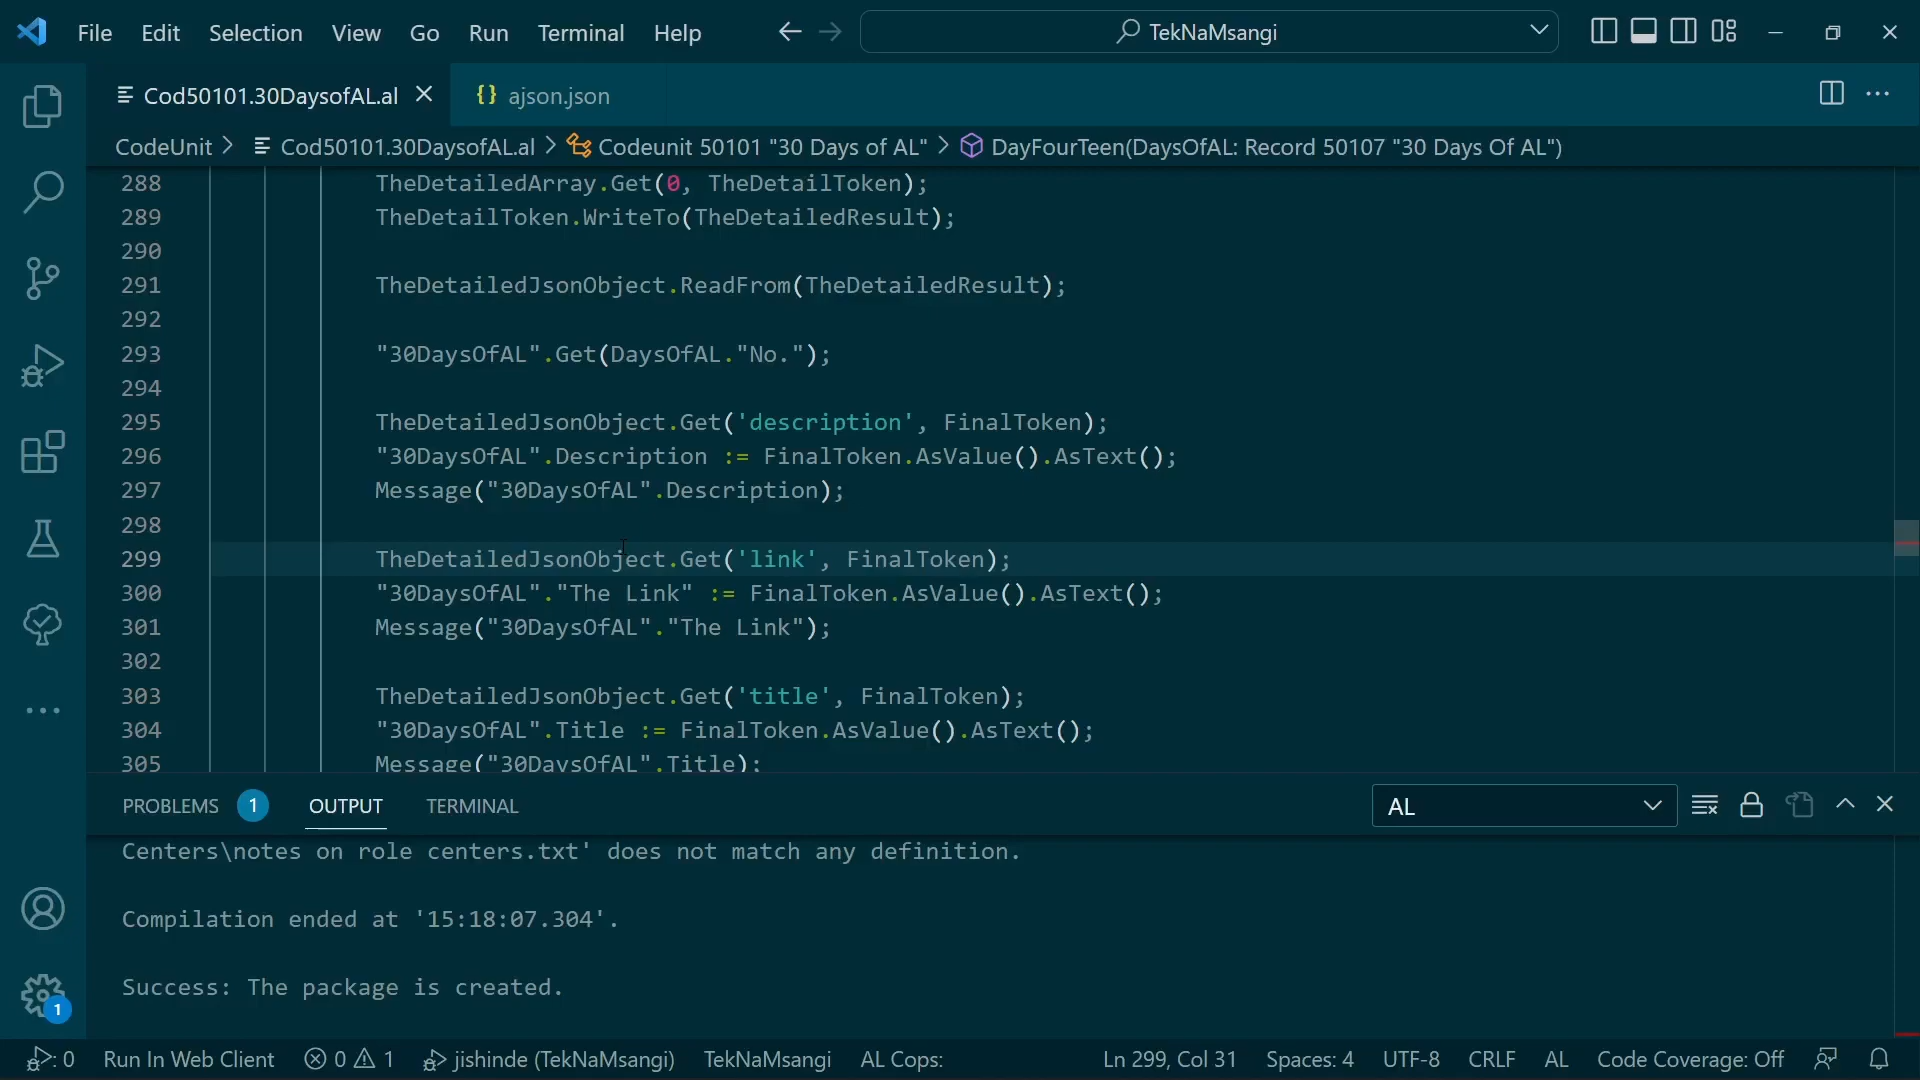 File Edit Selection View Go Run Terminal Help TekNaMsangi
Cod50101.30DaysofAL.al ajson.json
CodeUnit > Cod50101.30DaysofAL.al > Codeunit 50101 "30 Days of AL" > DayFourTeen(DaysOfAL: Record 50107 "30 Days Of AL")
288 TheDetailedArray.Get(0, TheDetailToken);
289 TheDetailToken.WriteTo(TheDetailedResult);
290
291 TheDetailedJsonObject.ReadFrom(TheDetailedResult);
292
293 "30DaysOfAL".Get(DaysOfAL."No.");
294
295 TheDetailedJsonObject.Get('description', FinalToken);
296 "30DaysOfAL".Description := FinalToken.AsValue().AsText();
297 Message("30DaysOfAL".Description);
298
299 TheDetailedJsonObject.Get('link', FinalToken);
300 "30DaysOfAL"."The Link" := FinalToken.AsValue().AsText();
301 Message("30DaysOfAL"."The Link");
302
303 TheDetailedJsonObject.Get('title', FinalToken);
304 "30DaysOfAL".Title := FinalToken.AsValue().AsText();
305 Message("30DaysOfAL".Title);
PROBLEMS 1 OUTPUT TERMINAL AL
Centers\notes on role centers.txt' does not match any definition.
Compilation ended at '15:18:07.304'.
Success: The package is created.
1
0 Run In Web Client 0 1 jishinde (TekNaMsangi) TekNaMsangi AL Cops: Ln 299, Col 31 Spaces: 4 UTF-8 CRLF AL Code Coverage: Off